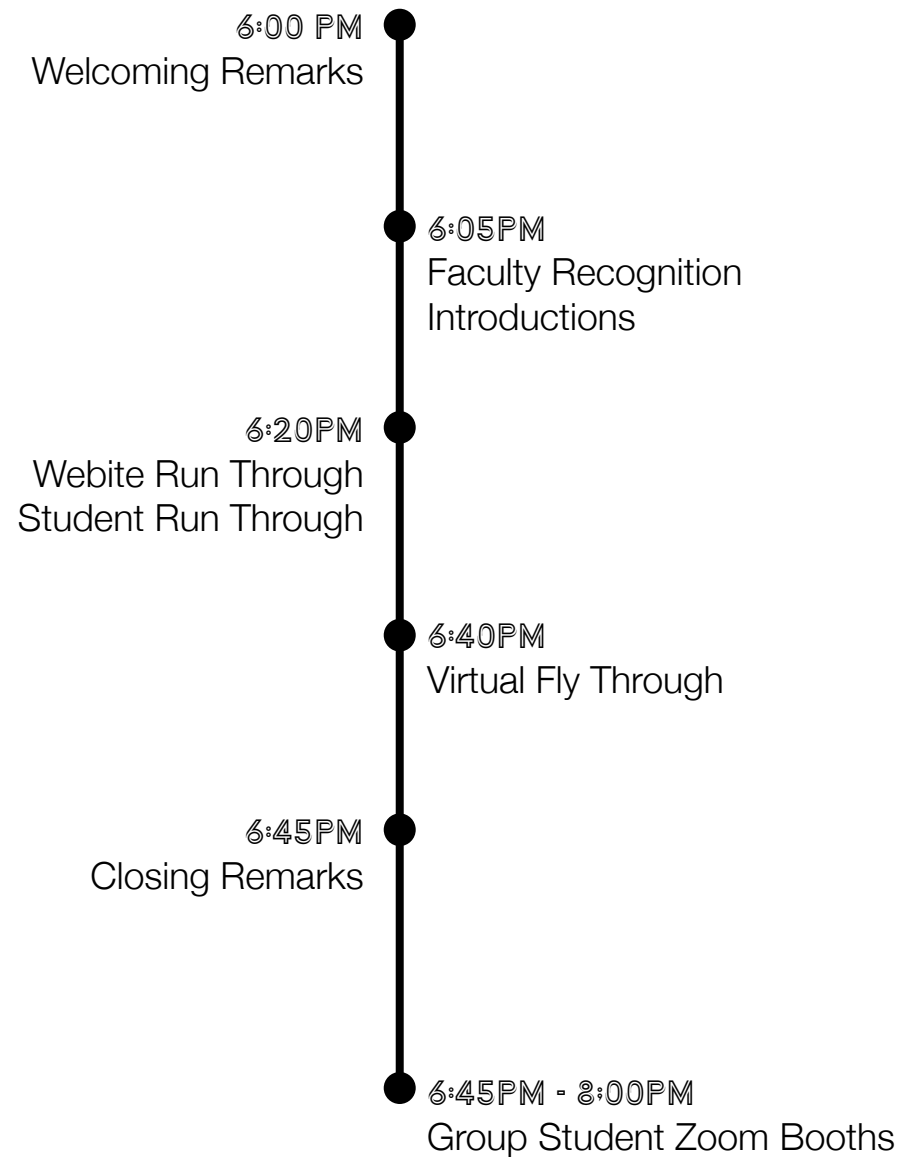 6:00 PM
Welcoming Remarks
6:05PM
Faculty Recognition
Introductions
6:20PM
Webite Run Through
Student Run Through
6:40PM
Virtual Fly Through
6:45PM
Closing Remarks
6:45PM - 8:00PM
Group Student Zoom Booths